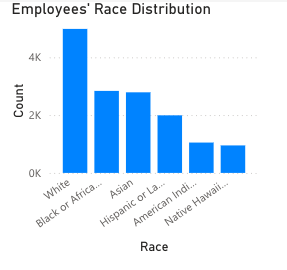 Employees' Race Distribution
4K
2K
0K
Count
White
Black or Africa...
Asian
Hispanic or La...
American Indi...
Native Hawaii...
Race